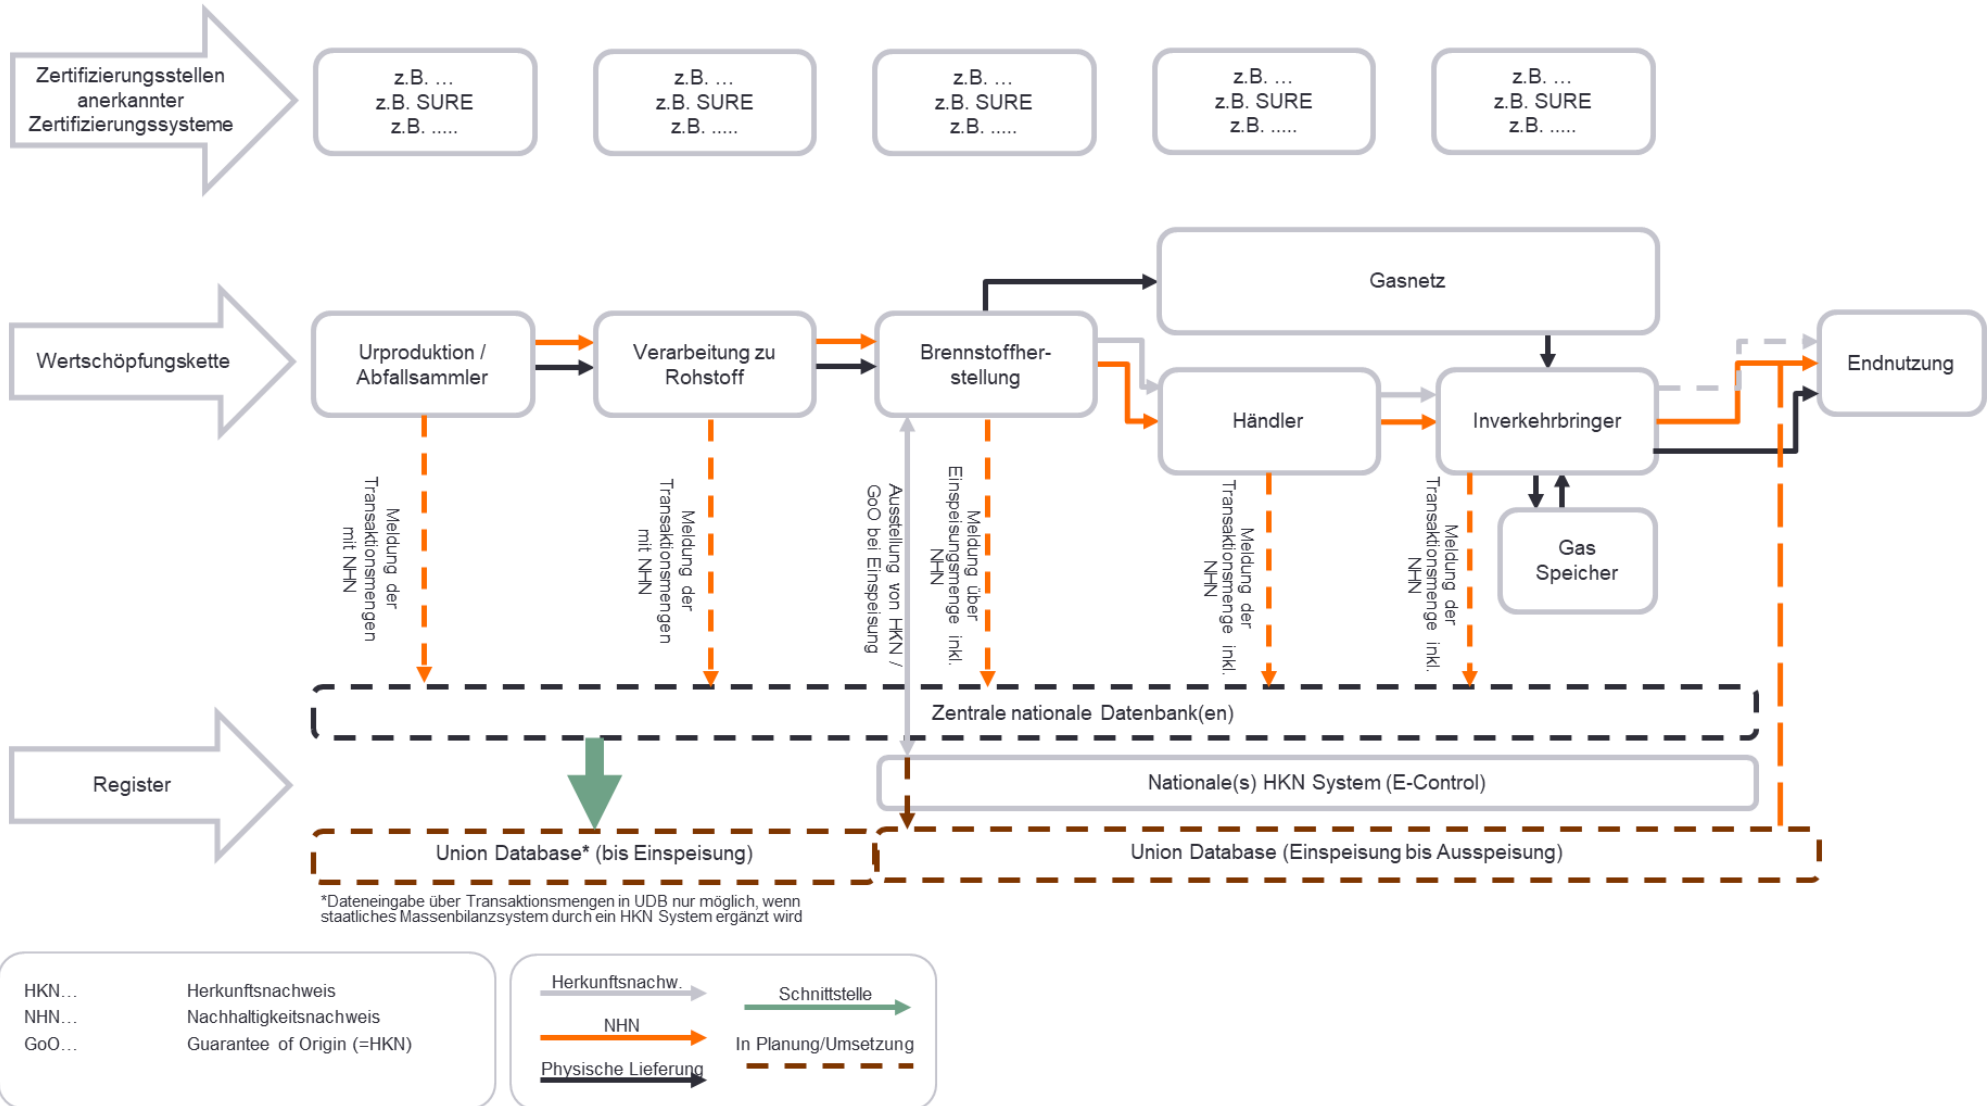 Zertifizierungsstellen
anerkannter
Zertifizierungssysteme
z.B. ...
z.B. SURE
z.B. .....
z.B. ...
z.B. SURE
z.B. .....
z.B. ...
z.B. SURE
z.B. .....
z.B. ...
z.B. SURE
z.B. .....
z.B. ...
z.B. SURE
z.B. .....
Wertschöpfungskette
Urproduktion /
Abfallsammler
Verarbeitung zu
Rohstoff
Brennstoffher-
stellung
Gasnetz
Händler
Inverkehrbringer
Endnutzung
Gas
Speicher
Meldung der
Transaktionsmengen
mit NHN
Meldung der
Transaktionsmengen
mit NHN
Ausstellung von HKN /
GoO bei Einspeisung
Meldung über
Einspeisungsmenge inkl.
NHN
Meldung der
Transaktionsmenge inkl.
NHN
Meldung der
Transaktionsmenge inkl.
NHN
Register
Zentrale nationale Datenbank(en)
Nationale(s) HKN System (E-Control)
Union Database* (bis Einspeisung)
Union Database (Einspeisung bis Ausspeisung)
*Dateneingabe über Transaktionsmengen in UDB nur möglich, wenn
staatliches Massenbilanzsystem durch ein HKN System ergänzt wird
HKN... Herkunftsnachweis
NHN... Nachhaltigkeitsnachweis
GoO... Guarantee of Origin (=HKN)
Herkunftsnachw.
NHN
Physische Lieferung
Schnittstelle
In Planung/Umsetzung